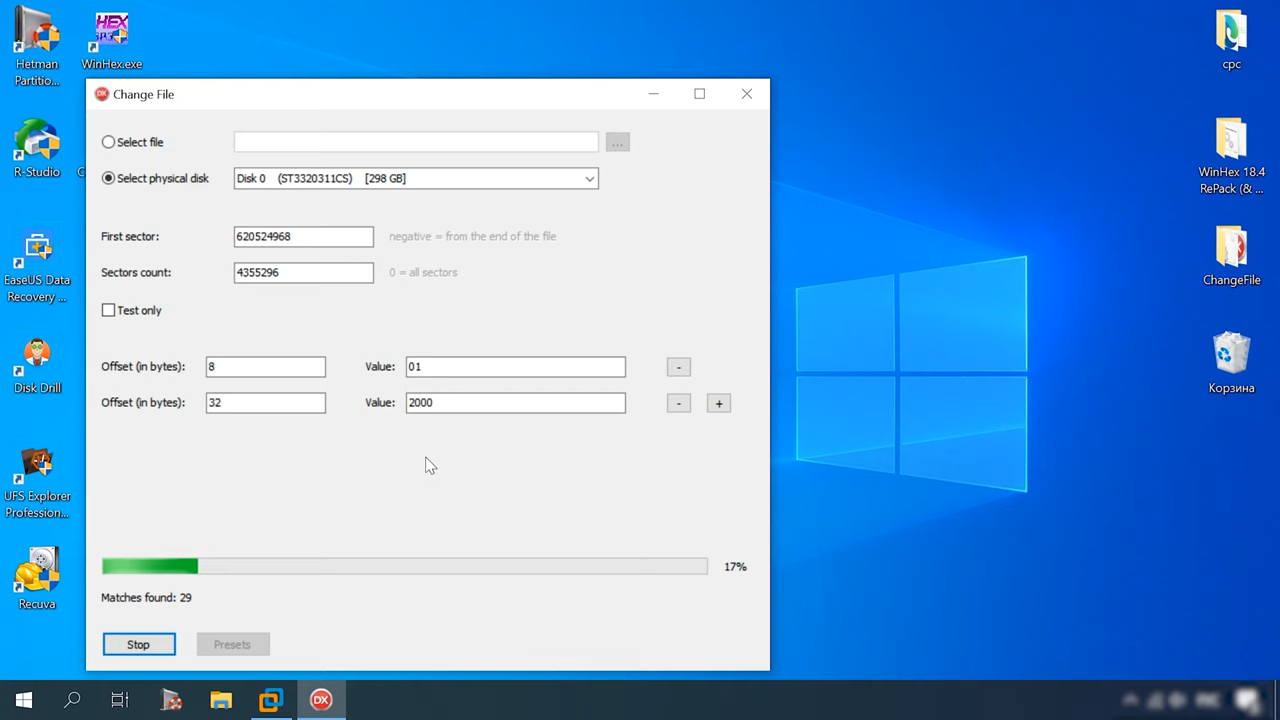 Hetman
Partitio...
WinHex.exe
R-Studio
C
EaseUS Data
Recovery ...
Disk Drill
UFS Explorer
Profession...
Recuva
DX Change File
Select file
...
Select physical disk
Disk 0 (ST3320311CS) [298 GB]
First sector:
620524968
negative = from the end of the file
Sectors count:
4355296
0 = all sectors
Test only
Offset (in bytes):
8
Value:
01
-
Offset (in bytes):
32
Value:
2000
- +
17%
Matches found: 29
Stop
Presets
cpc
WinHex 18.4
RePack (& ...
ChangeFile
Корзина
DX